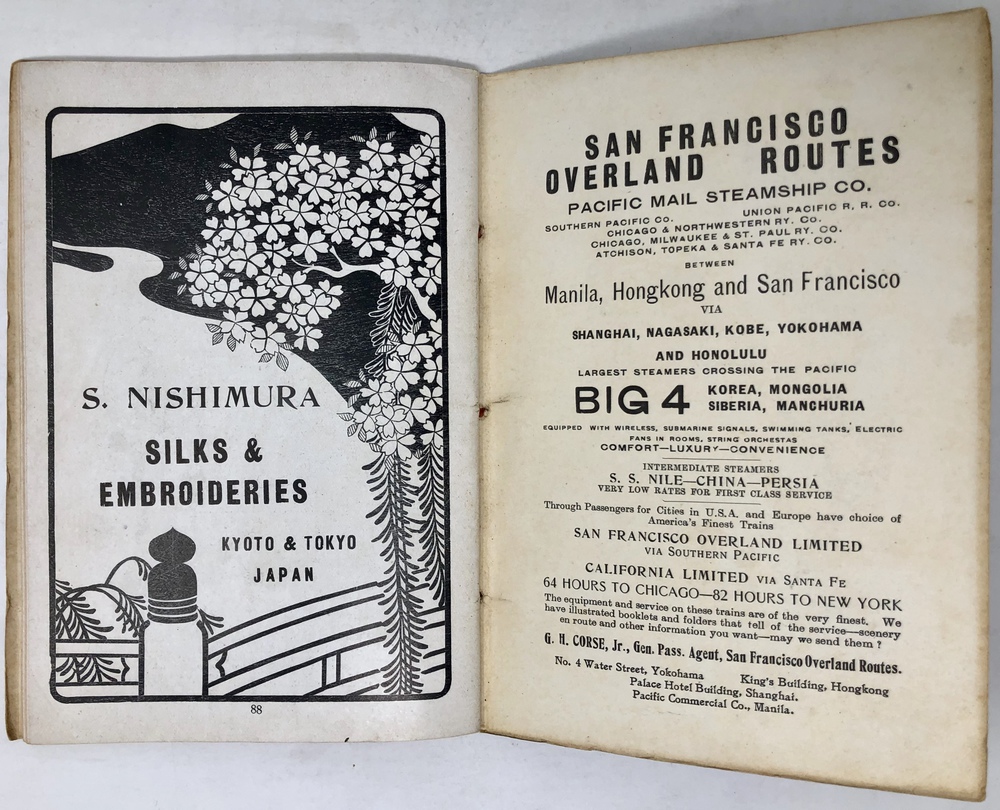 S. NISHIMURA
SILKS &
EMBROIDERIES
KYOTO & TOKYO
JAPAN
88
SAN FRANCISCO
OVERLAND ROUTES
PACIFIC MAIL STEAMSHIP CO.
SOUTHERN PACIFIC CO. UNION PACIFIC R. R. CO.
CHICAGO & NORTHWESTERN RY. CO.
CHICAGO, MILWAUKEE & ST. PAUL RY. CO.
ATCHISON, TOPEKA & SANTA FE RY. CO.
BETWEEN
Manila, Hongkong and San Francisco
VIA
SHANGHAI, NAGASAKI, KOBE, YOKOHAMA
AND HONOLULU
LARGEST STEAMERS CROSSING THE PACIFIC
BIG 4 KOREA, MONGOLIA
SIBERIA, MANCHURIA
EQUIPPED WITH WIRELESS, SUBMARINE SIGNALS, SWIMMING TANKS, ELECTRIC
FANS IN ROOMS, STRING ORCHESTAS
COMFORT—LUXURY—CONVENIENCE
INTERMEDIATE STEAMERS
S. S. NILE—CHINA—PERSIA
VERY LOW RATES FOR FIRST CLASS SERVICE
Through Passengers for Cities in U.S.A. and Europe have choice of
America's Finest Trains
SAN FRANCISCO OVERLAND LIMITED
VIA SOUTHERN PACIFIC
CALIFORNIA LIMITED VIA SANTA FE
64 HOURS TO CHICAGO—82 HOURS TO NEW YORK
The equipment and service on these trains are of the very finest. We
have illustrated booklets and folders that tell of the service—scenery
en route and other information you want—may we send them?
G. H. CORSE, Jr., Gen. Pass. Agent, San Francisco Overland Routes.
No. 4 Water Street, Yokohama King's Building, Hongkong
Palace Hotel Building, Shanghai.
Pacific Commercial Co., Manila.